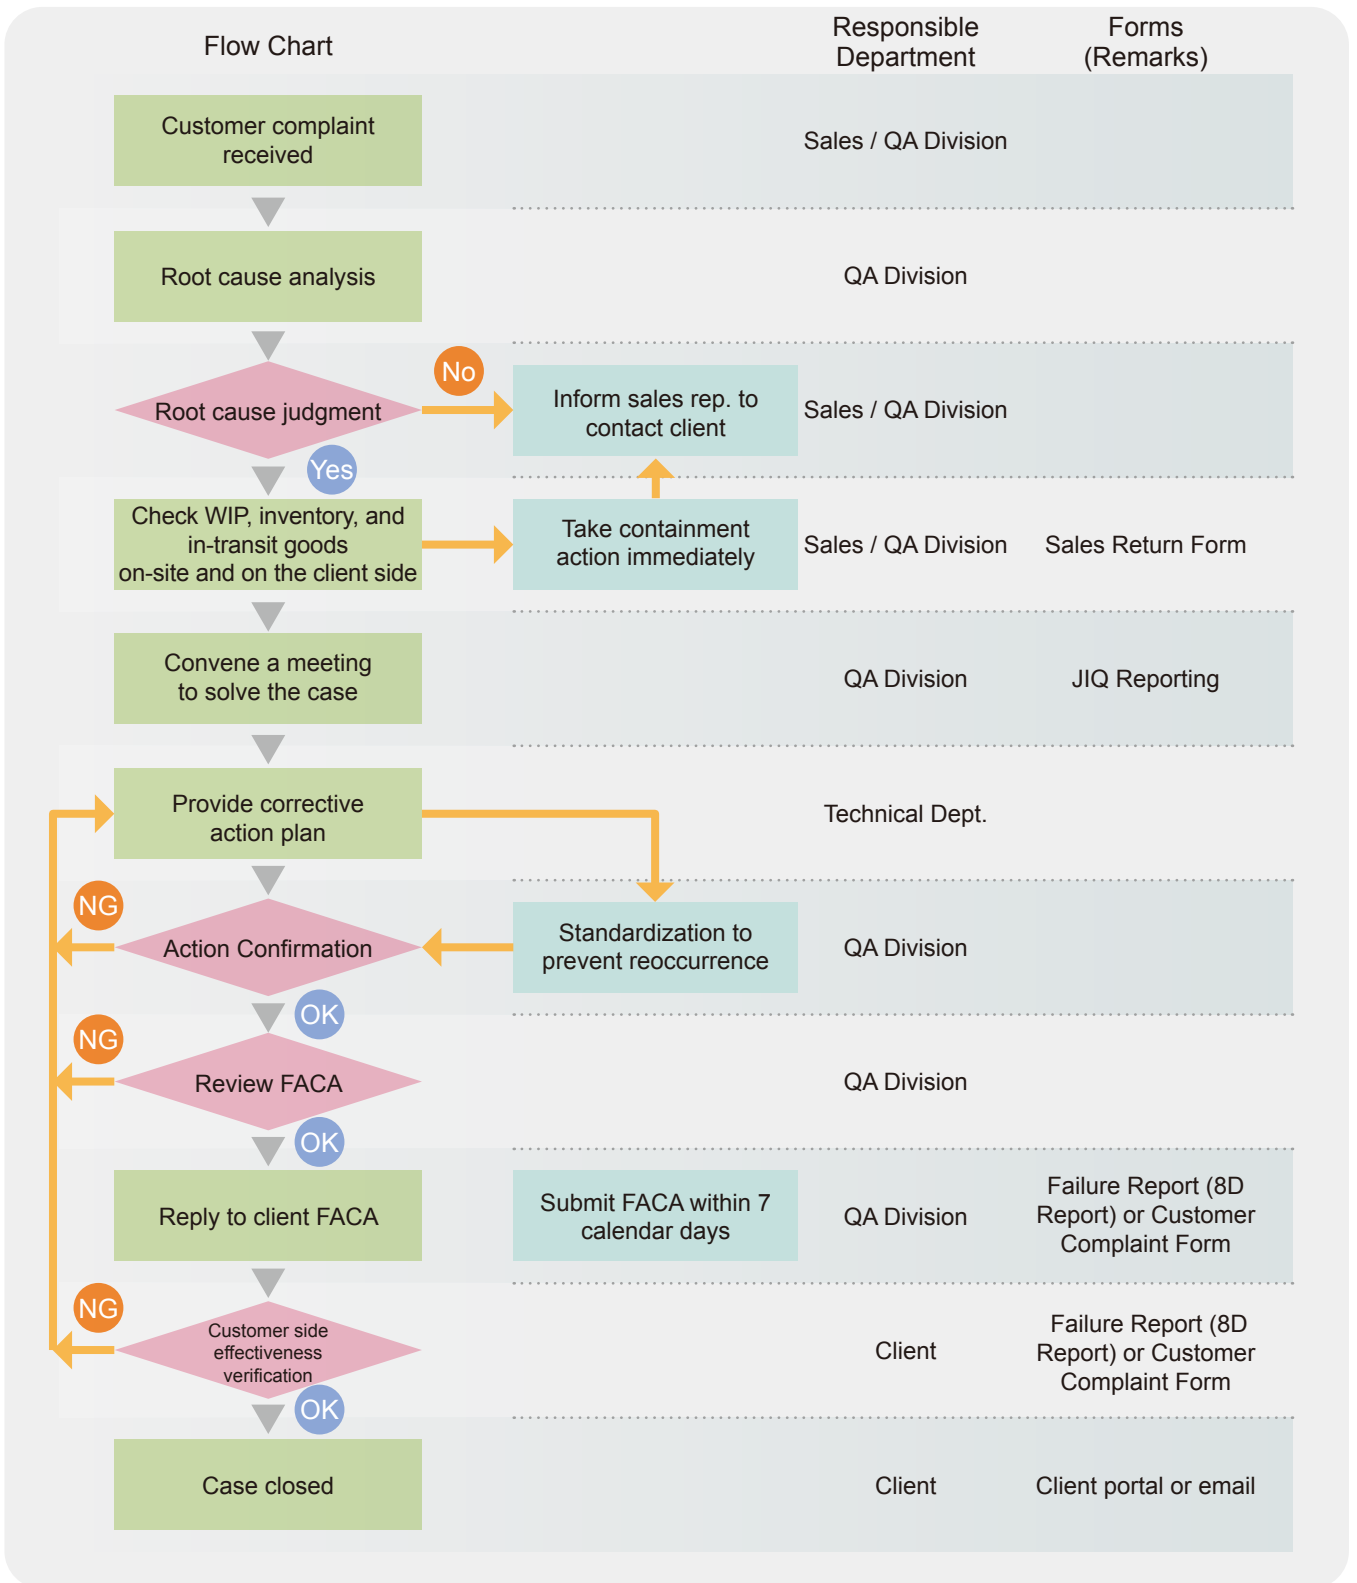 Flow Chart
Responsible
Department
Forms
(Remarks)
Customer complaint
received
Sales / QA Division
Root cause analysis
QA Division
Root cause judgment
No
Yes
Inform sales rep. to
contact client
Sales / QA Division
Check WIP, inventory, and
in-transit goods
on-site and on the client side
Take containment
action immediately
Sales / QA Division
Sales Return Form
Convene a meeting
to solve the case
QA Division
JIQ Reporting
Provide corrective
action plan
Technical Dept.
NG
Action Confirmation
OK
Standardization to
prevent reoccurrence
QA Division
NG
Review FACA
OK
QA Division
Reply to client FACA
Submit FACA within 7
calendar days
QA Division
Failure Report (8D
Report) or Customer
Complaint Form
NG
Customer side
effectiveness
verification
OK
Client
Failure Report (8D
Report) or Customer
Complaint Form
Case closed
Client
Client portal or email